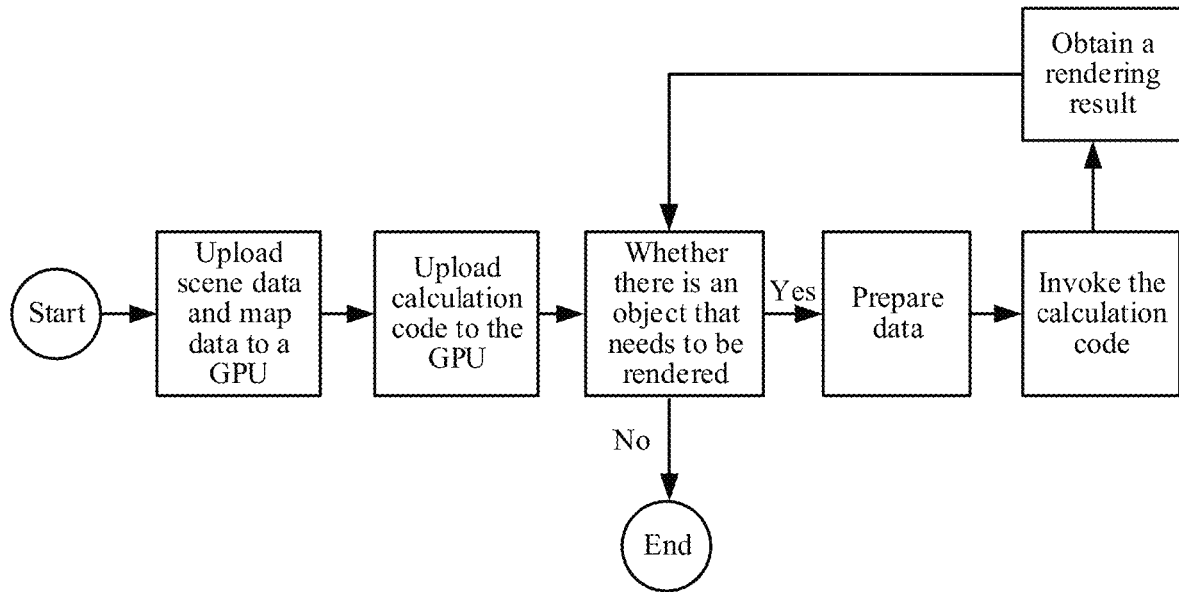 Start
Upload
scene data
and map
data to a
GPU
Upload
calculation
code to the
GPU
Whether
there is an
object that
needs to be
rendered
Yes
Prepare
data
Invoke the
calculation
code
Obtain a
rendering
result
No
End